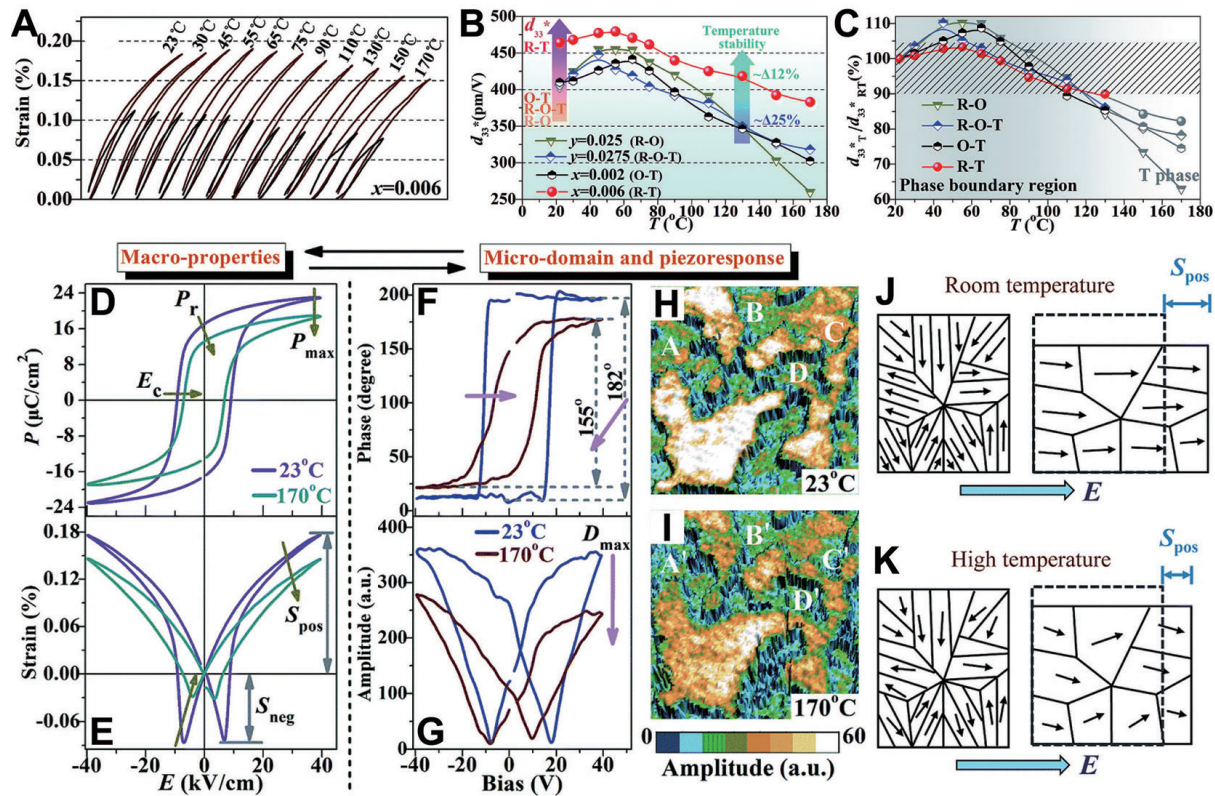 A
Strain (%)
0.20
0.15
0.10
0.05
0.00
23°C
30°C
45°C
55°C
65°C
75°C
90°C
110°C
130°C
150°C
170°C
x=0.006
B
d33*(pm/V)
500
450
400
350
300
250
d33*
R-T
O-T
R-O-T
R-O
Temperature
stability
~Δ12%
~Δ25%
y=0.025 (R-O)
y=0.0275 (R-O-T)
x=0.002 (O-T)
x=0.006 (R-T)
0 20 40 60 80 100 120 140 160 180
T (°C)
C
d33*T/d33*RT(%)
110
100
90
80
70
60
R-O
R-O-T
O-T
R-T
Phase boundary region
T phase
20 40 60 80 100 120 140 160 180
T (°C)
Macro-properties
Micro-domain and piezoresponse
D
P (μC/cm2)
24
16
8
0
-8
-16
-24
Pr
Pmax
Ec
23°C
170°C
E
Strain (%)
0.18
0.12
0.06
0.00
-0.06
Spos
Sneg
-40 -20 0 20 40
E (kV/cm)
F
Phase (degree)
200
150
100
50
0
155°
182°
G
Amplitude (a.u.)
400
350
300
250
200
150
100
50
0
23°C
170°C
Dmax
-40 -20 0 20 40
Bias (V)
H
A
B
C
D
23°C
I
A'
B'
C'
D'
170°C
0
60
Amplitude (a.u.)
J
Room temperature
Spos
E
K
High temperature
Spos
E